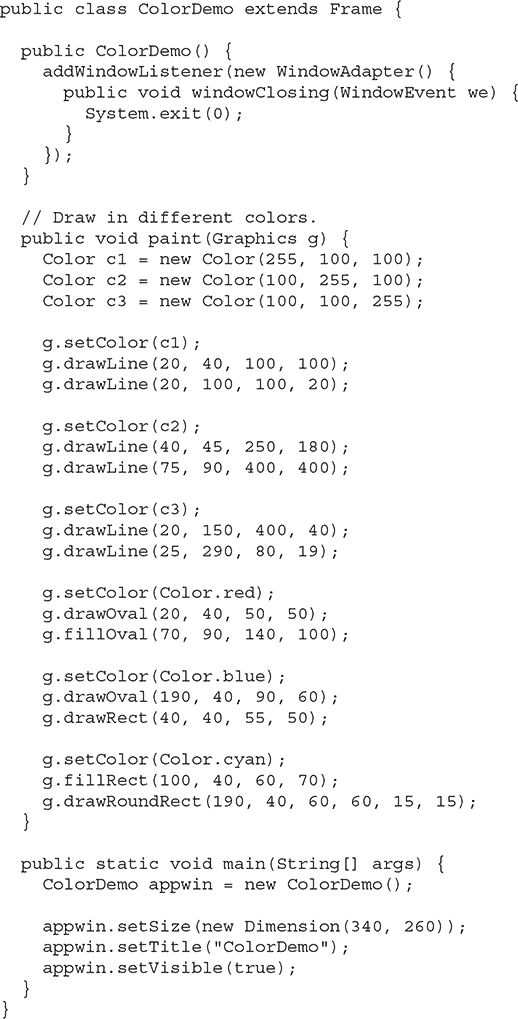 public class ColorDemo extends Frame {

  public ColorDemo() {
    addWindowListener(new WindowAdapter() {
      public void windowClosing(WindowEvent we) {
        System.exit(0);
      }
    });
  }

  // Draw in different colors.
  public void paint(Graphics g) {
    Color c1 = new Color(255, 100, 100);
    Color c2 = new Color(100, 255, 100);
    Color c3 = new Color(100, 100, 255);

    g.setColor(c1);
    g.drawLine(20, 40, 100, 100);
    g.drawLine(20, 100, 100, 20);

    g.setColor(c2);
    g.drawLine(40, 45, 250, 180);
    g.drawLine(75, 90, 400, 400);

    g.setColor(c3);
    g.drawLine(20, 150, 400, 40);
    g.drawLine(25, 290, 80, 19);

    g.setColor(Color.red);
    g.drawOval(20, 40, 50, 50);
    g.fillOval(70, 90, 140, 100);

    g.setColor(Color.blue);
    g.drawOval(190, 40, 90, 60);
    g.drawRect(40, 40, 55, 50);

    g.setColor(Color.cyan);
    g.fillRect(100, 40, 60, 70);
    g.drawRoundRect(190, 40, 60, 60, 15, 15);
  }

  public static void main(String[] args) {
    ColorDemo appwin = new ColorDemo();

    appwin.setSize(new Dimension(340, 260));
    appwin.setTitle("ColorDemo");
    appwin.setVisible(true);
  }
}